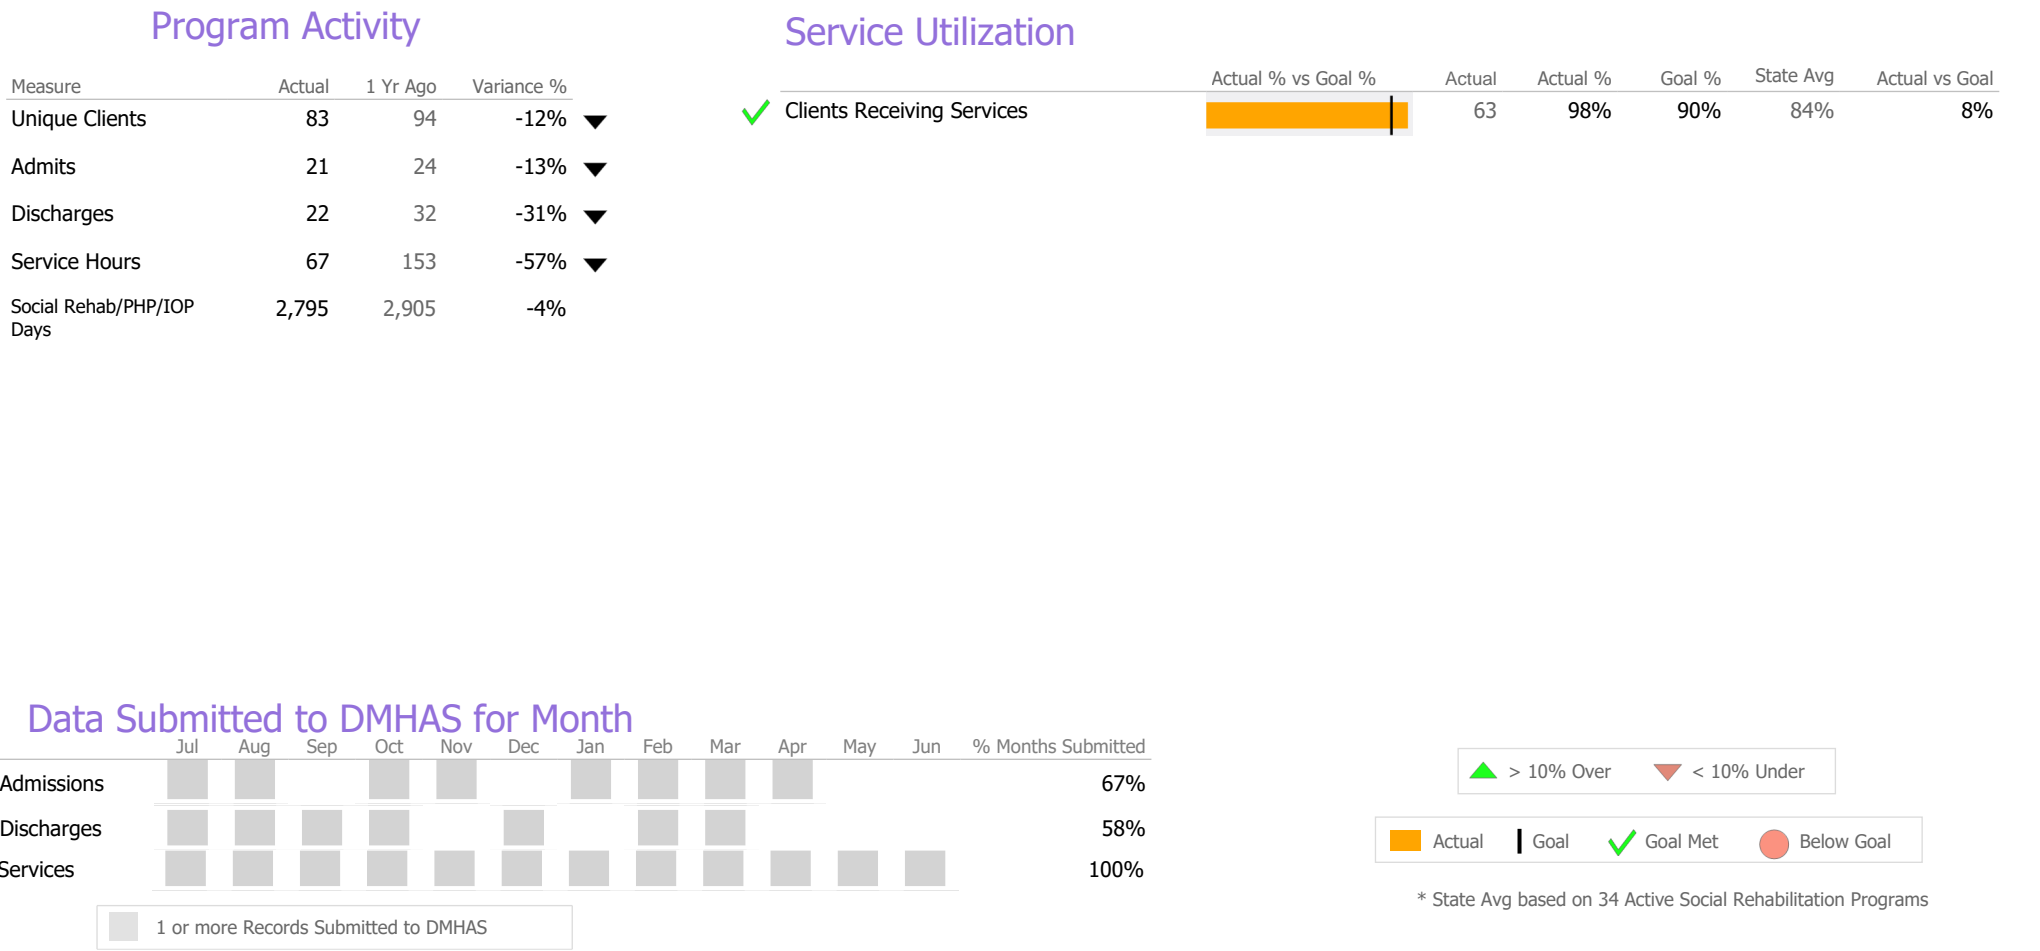 Program Activity
Measure Actual 1 Yr Ago Variance %
Unique Clients 83 94 -12%
Admits 21 24 -13%
Discharges 22 32 -31%
Service Hours 67 153 -57%
Social Rehab/PHP/IOP 2,795 2,905 -4%
Days
Service Utilization
Actual % vs Goal % Actual Actual % Goal % State Avg Actual vs Goal
Clients Receiving Services 63 98% 90% 84% 8%
Data Submitted to DMHAS for Month
Jul Aug Sep Oct Nov Dec Jan Feb Mar Apr May Jun % Months Submitted
Admissions 67%
Discharges 58%
Services 100%
1 or more Records Submitted to DMHAS
> 10% Over < 10% Under
Actual Goal Goal Met Below Goal
* State Avg based on 34 Active Social Rehabilitation Programs